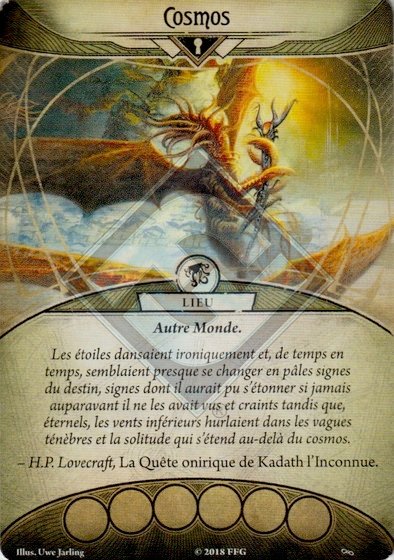 Cosmos
LIEU
Autre Monde.
Les étoiles dansaient ironiquement et, de temps en
temps, semblaient presque se changer en pâles signes
du destin, signes dont il aurait pu s'étonner si jamais
auparavant il ne les avait vus et craints tandis que,
éternels, les vents inférieurs hurlaient dans les vagues
ténèbres et la solitude qui s'étend au-delà du cosmos.
– H.P. Lovecraft, La Quête onirique de Kadath l'Inconnue.
Illus. Uwe Jarling
© 2018 FFG